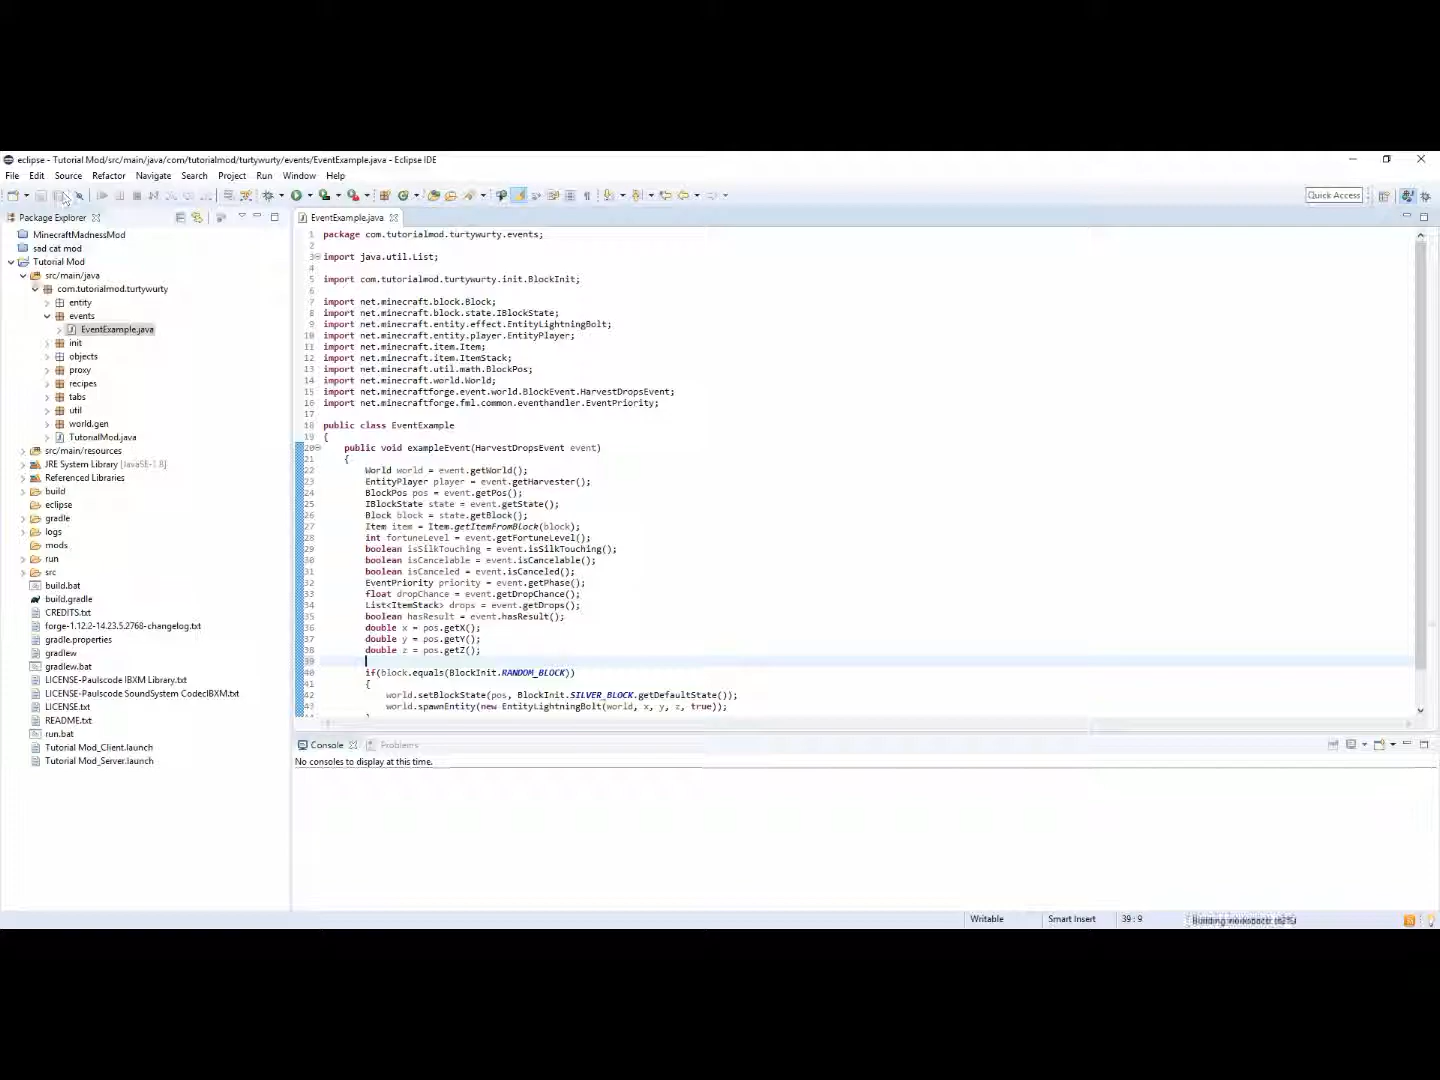 eclipse - Tutorial Mod/src/main/java/com/tutorialmod/turtywurty/events/EventExample.java - Eclipse IDE
File Edit Source Refactor Navigate Search Project Run Window Help
Quick Access
Package Explorer
MinecraftMadnessMod
sad cat mod
Tutorial Mod
src/main/java
com.tutorialmod.turtywurty
entity
events
EventExample.java
init
objects
proxy
recipes
tabs
util
world.gen
TutorialMod.java
src/main/resources
JRE System Library [JavaSE-1.8]
Referenced Libraries
build
eclipse
gradle
logs
mods
run
src
build.bat
build.gradle
CREDITS.txt
forge-1.12.2-14.23.5.2768-changelog.txt
gradle.properties
gradlew
gradlew.bat
LICENSE-Paulscode IBXM Library.txt
LICENSE-Paulscode SoundSystem CodecIBXM.txt
LICENSE.txt
README.txt
run.bat
Tutorial Mod_Client.launch
Tutorial Mod_Server.launch
EventExample.java
1 package com.tutorialmod.turtywurty.events;
2
3 import java.util.List;
4
5 import com.tutorialmod.turtywurty.init.BlockInit;
6
7 import net.minecraft.block.Block;
8 import net.minecraft.block.state.IBlockState;
9 import net.minecraft.entity.effect.EntityLightningBolt;
10 import net.minecraft.entity.player.EntityPlayer;
11 import net.minecraft.item.Item;
12 import net.minecraft.item.ItemStack;
13 import net.minecraft.util.math.BlockPos;
14 import net.minecraft.world.World;
15 import net.minecraftforge.event.world.BlockEvent.HarvestDropsEvent;
16 import net.minecraftforge.fml.common.eventhandler.EventPriority;
17
18 public class EventExample
19 {
20 public void exampleEvent(HarvestDropsEvent event)
21 {
22 World world = event.getWorld();
23 EntityPlayer player = event.getHarvester();
24 BlockPos pos = event.getPos();
25 IBlockState state = event.getState();
26 Block block = state.getBlock();
27 Item item = Item.getItemFromBlock(block);
28 int fortuneLevel = event.getFortuneLevel();
29 boolean isSilkTouching = event.isSilkTouching();
30 boolean isCancelable = event.isCancelable();
31 boolean isCanceled = event.isCanceled();
32 EventPriority priority = event.getPhase();
33 float dropChance = event.getDropChance();
34 List<ItemStack> drops = event.getDrops();
35 boolean hasResult = event.hasResult();
36 double x = pos.getX();
37 double y = pos.getY();
38 double z = pos.getZ();
39
40 if(block.equals(BlockInit.RANDOM_BLOCK))
41 {
42 world.setBlockState(pos, BlockInit.SILVER_BLOCK.getDefaultState());
43 world.spawnEntity(new EntityLightningBolt(world, x, y, z, true));
Console Problems
No consoles to display at this time.
Writable Smart Insert 39 : 9 Building workspace: